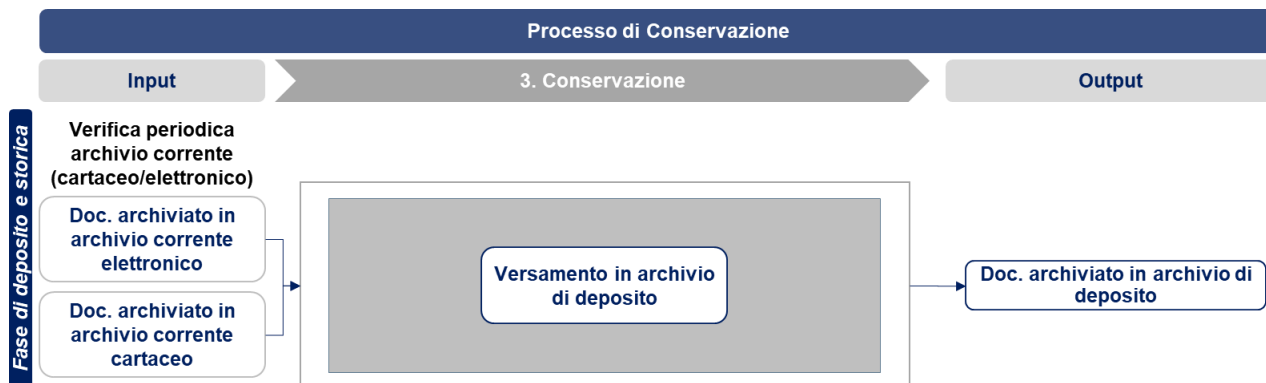 Processo di Conservazione
Input
3. Conservazione
Output
Fase di deposito e storica
Verifica periodica
archivio corrente
(cartaceo/elettronico)
Doc. archiviato in
archivio corrente
elettronico
Doc. archiviato in
archivio corrente
cartaceo
Versamento in archivio
di deposito
Doc. archiviato in archivio di
deposito